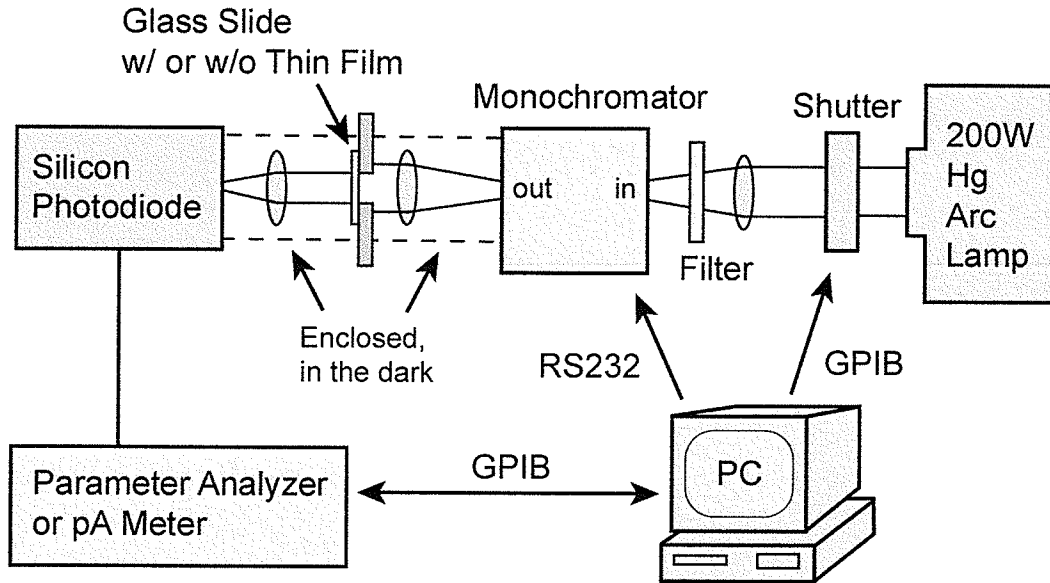 Glass Slide
w/ or w/o Thin Film
Monochromator
Shutter
Silicon
Photodiode
out
in
200W
Hg
Arc
Lamp
Filter
Enclosed,
in the dark
RS232
GPIB
Parameter Analyzer
or pA Meter
GPIB
PC